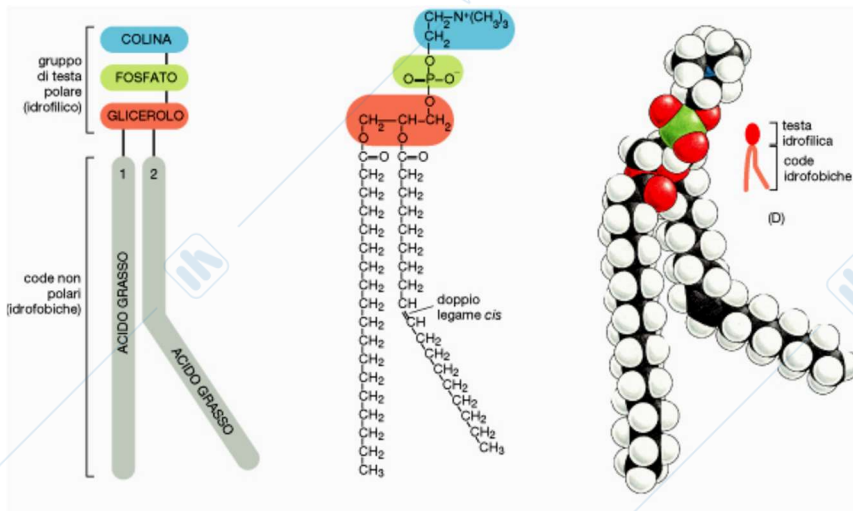 gruppo
di testa
polare
(idrofilico)
COLINA
FOSFATO
GLICEROLO
code non
polari
(idrofobiche)
1 2
ACIDO GRASSO
ACIDO GRASSO
CH₂–N⁺(CH₃)₃
CH₂
O
O=P–O⁻
O
CH₂–CH–CH₂
O O
C=O C=O
CH₂ CH₂
CH₂ CH₂
CH₂ CH₂
CH₂ CH₂
CH₂ CH₂
CH₂ CH₂
CH₂ CH₂
CH₂ CH
CH₂ CH
CH₂ CH₂
CH₂ CH₂
CH₂ CH₂
CH₂ CH₂
CH₂ CH₂
CH₂ CH₂
CH₂ CH₂
CH₃ CH₃
doppio
legame cis
testa
idrofilica
code
idrofobiche
(D)